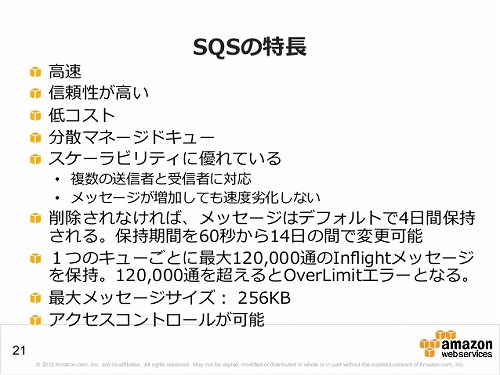 SQSの特長
高速
信頼性が高い
低コスト
分散マネージドキュー
スケーラビリティに優れている
• 複数の送信者と受信者に対応
• メッセージが増加しても速度劣化しない
削除されなければ、メッセージはデフォルトで4日間保持
される。保持期間を60秒から14日の間で変更可能
１つのキューごとに最大120,000通のInflightメッセージ
を保持。120,000通を超えるとOverLimitエラーとなる。
最大メッセージサイズ： 256KB
アクセスコントロールが可能
21
amazon
webservices
© 2012 Amazon.com, Inc. and its affiliates. All rights reserved. May not be copied, modified or distributed in whole or in part without the express consent of Amazon.com, Inc.